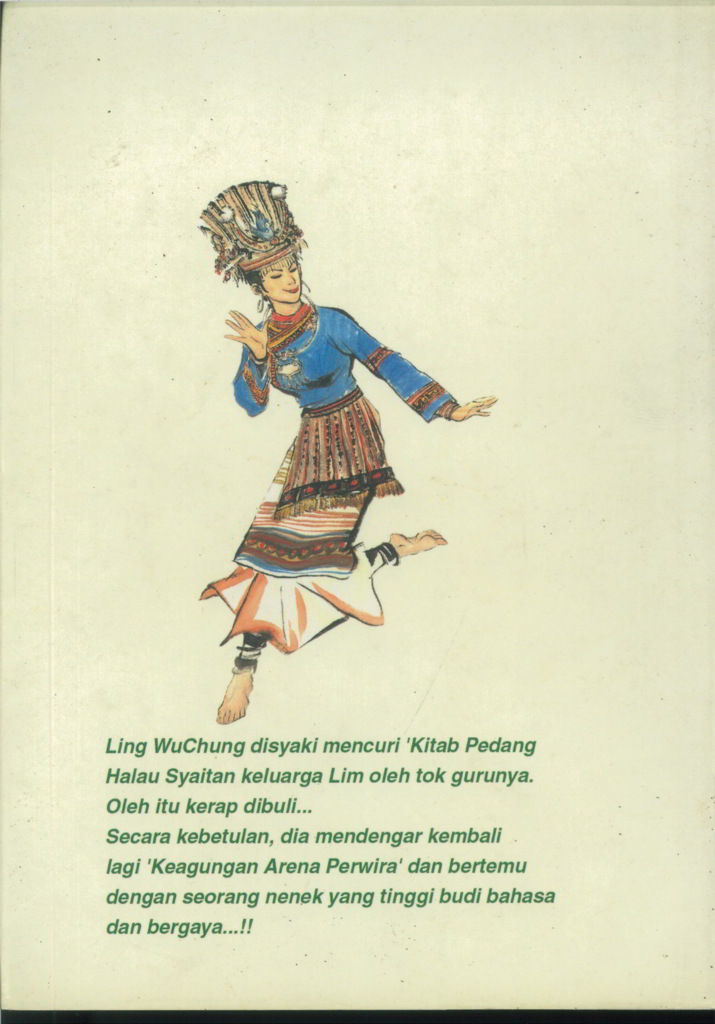 Ling WuChung disyaki mencuri 'Kitab Pedang
Halau Syaitan keluarga Lim oleh tok gurunya.
Oleh itu kerap dibuli...
Secara kebetulan, dia mendengar kembali
lagi 'Keagungan Arena Perwira' dan bertemu
dengan seorang nenek yang tinggi budi bahasa
dan bergaya...!!